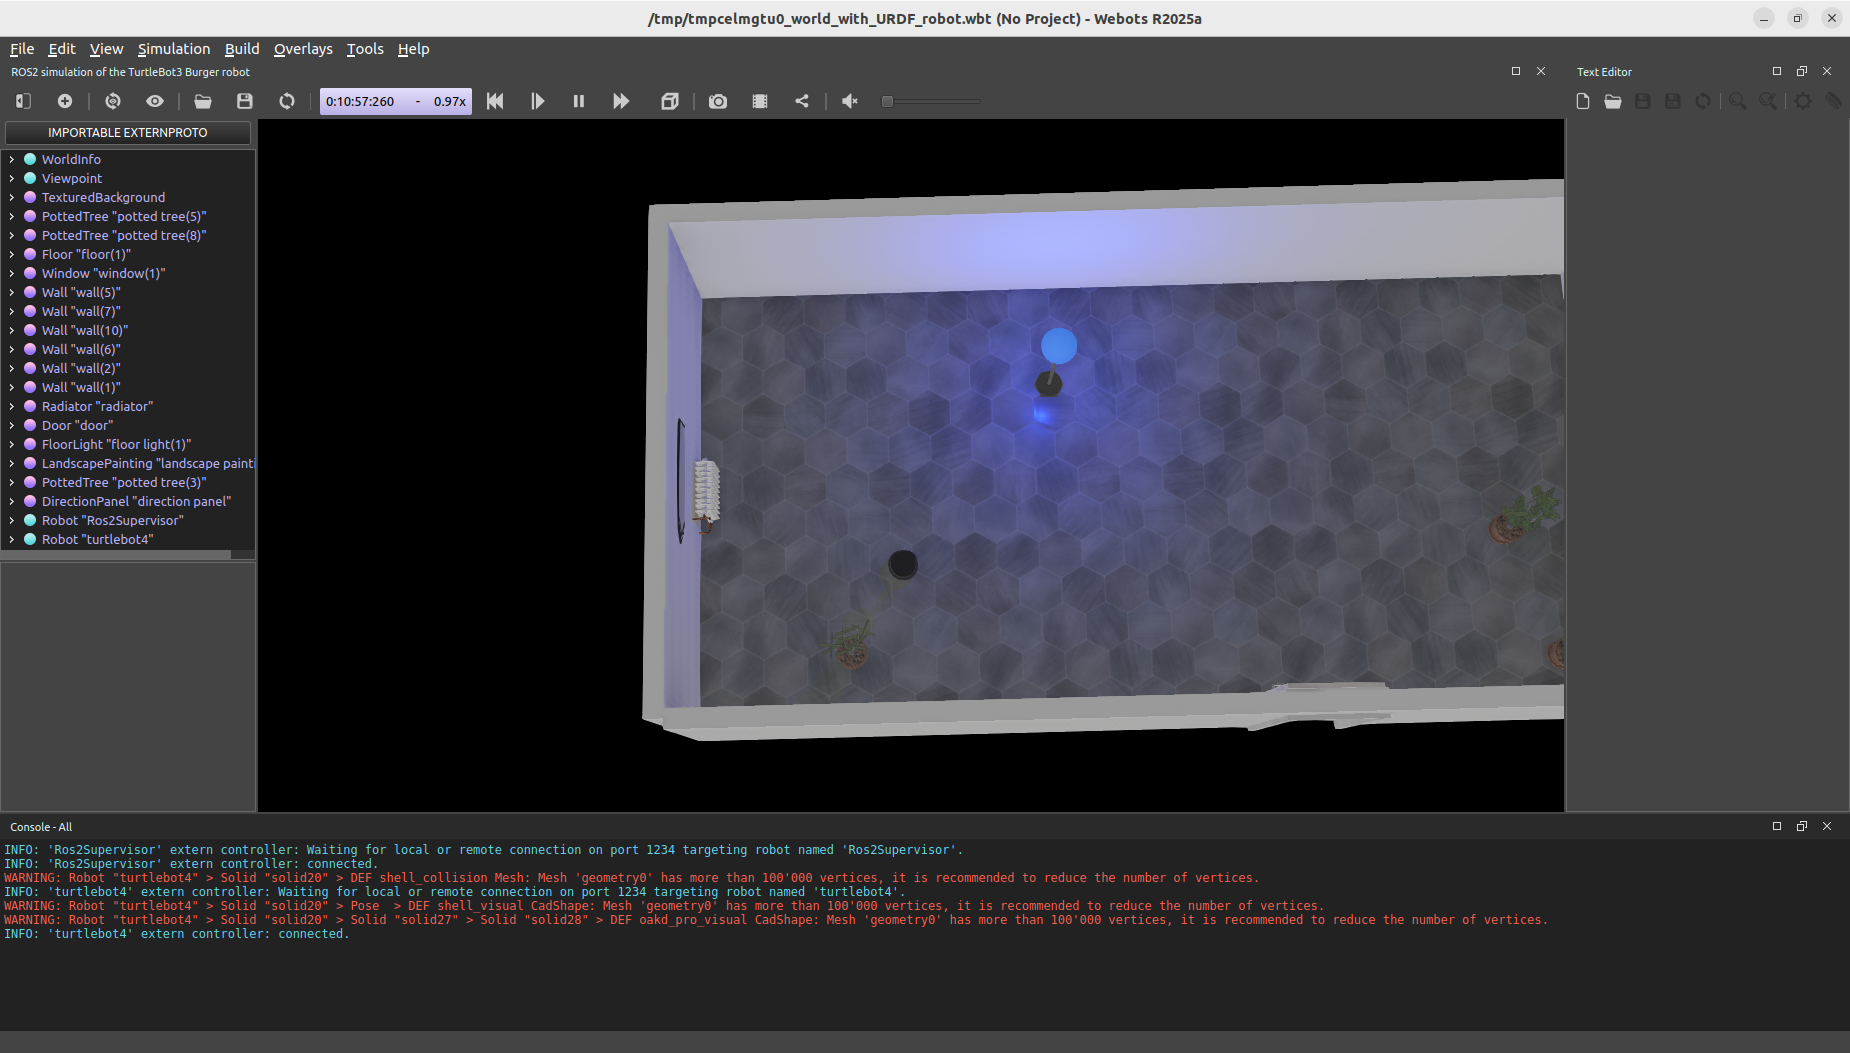 /tmp/tmpcelmgtu0_world_with_URDF_robot.wbt (No Project) - Webots R2025a
File Edit View Simulation Build Overlays Tools Help
ROS2 simulation of the TurtleBot3 Burger robot
Text Editor
0:10:57:260 - 0.97x
IMPORTABLE EXTERNPROTO
WorldInfo
Viewpoint
TexturedBackground
PottedTree "potted tree(5)"
PottedTree "potted tree(8)"
Floor "floor(1)"
Window "window(1)"
Wall "wall(5)"
Wall "wall(7)"
Wall "wall(10)"
Wall "wall(6)"
Wall "wall(2)"
Wall "wall(1)"
Radiator "radiator"
Door "door"
FloorLight "floor light(1)"
LandscapePainting "landscape painti
PottedTree "potted tree(3)"
DirectionPanel "direction panel"
Robot "Ros2Supervisor"
Robot "turtlebot4"
Console - All
INFO: 'Ros2Supervisor' extern controller: Waiting for local or remote connection on port 1234 targeting robot named 'Ros2Supervisor'.
INFO: 'Ros2Supervisor' extern controller: connected.
WARNING: Robot "turtlebot4" > Solid "solid20" > DEF shell_collision Mesh: Mesh 'geometry0' has more than 100'000 vertices, it is recommended to reduce the number of vertices.
INFO: 'turtlebot4' extern controller: Waiting for local or remote connection on port 1234 targeting robot named 'turtlebot4'.
WARNING: Robot "turtlebot4" > Solid "solid20" > Pose  > DEF shell_visual CadShape: Mesh 'geometry0' has more than 100'000 vertices, it is recommended to reduce the number of vertices.
WARNING: Robot "turtlebot4" > Solid "solid20" > Solid "solid27" > Solid "solid28" > DEF oakd_pro_visual CadShape: Mesh 'geometry0' has more than 100'000 vertices, it is recommended to reduce the number of vertices.
INFO: 'turtlebot4' extern controller: connected.